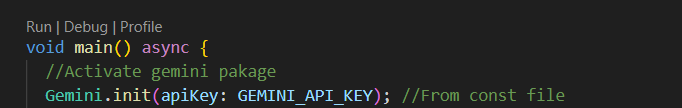 Run | Debug | Profile
void main() async {
//Activate gemini pakage
Gemini.init(apiKey: GEMINI_API_KEY); //From const file